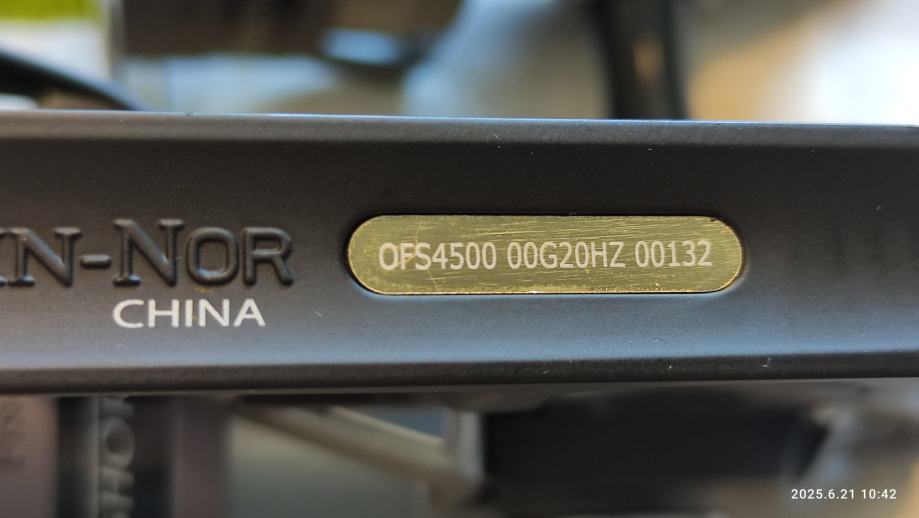 IN-NOR
CHINA
OFS4500 00G20HZ 00132
2025.6.21 10:42